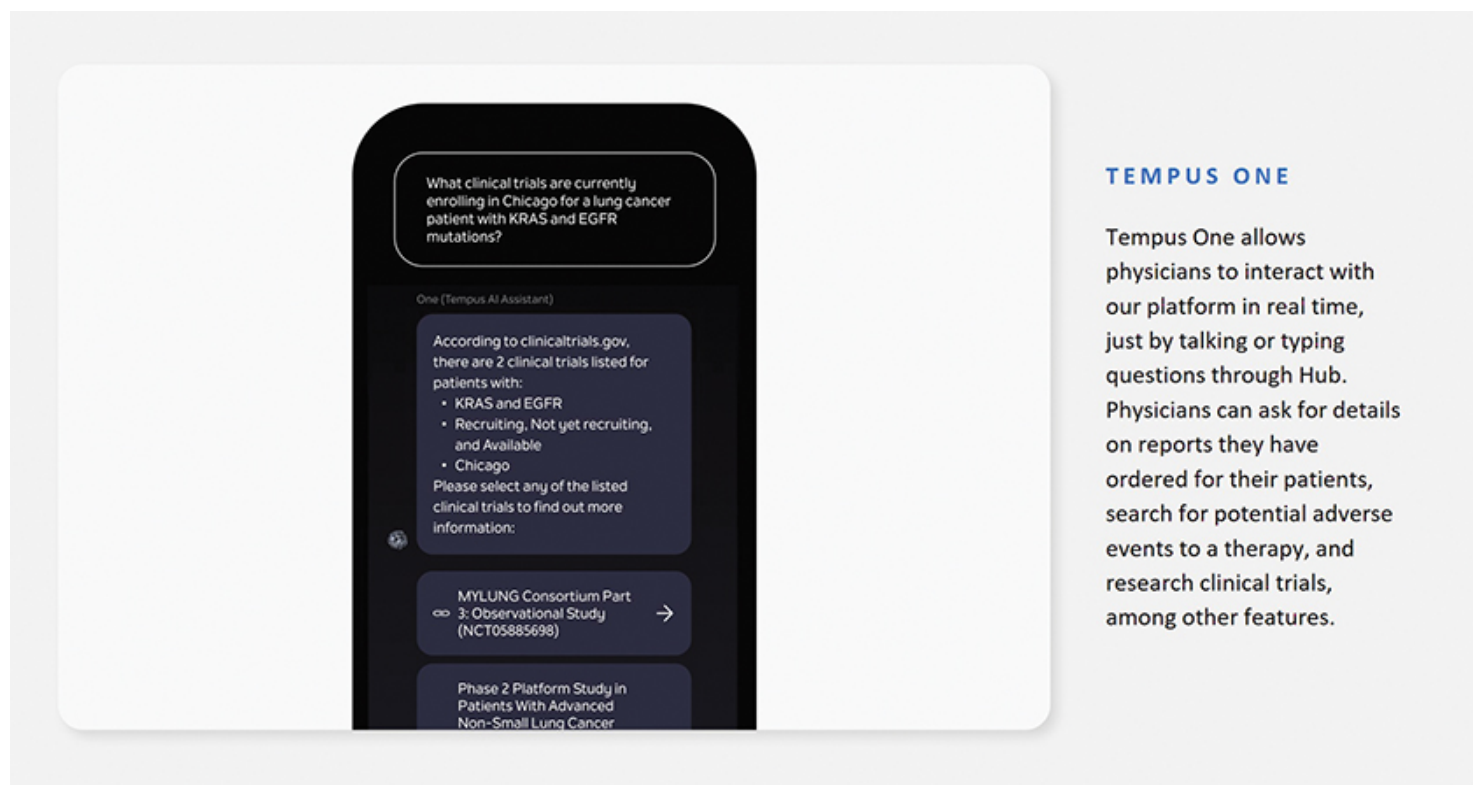 What clinical trials are currently
enrolling in Chicago for a lung cancer
patient with KRAS and EGFR
mutations?
One (Tempus AI Assistant)
According to clinicaltrials.gov,
there are 2 clinical trials listed for
patients with:
• KRAS and EGFR
• Recruiting, Not yet recruiting,
and Available
• Chicago
Please select any of the listed
clinical trials to find out more
information:
MYLUNG Consortium Part
3: Observational Study
(NCT05885698)
Phase 2 Platform Study in
Patients With Advanced
Non-Small Lung Cancer
TEMPUS ONE
Tempus One allows
physicians to interact with
our platform in real time,
just by talking or typing
questions through Hub.
Physicians can ask for details
on reports they have
ordered for their patients,
search for potential adverse
events to a therapy, and
research clinical trials,
among other features.